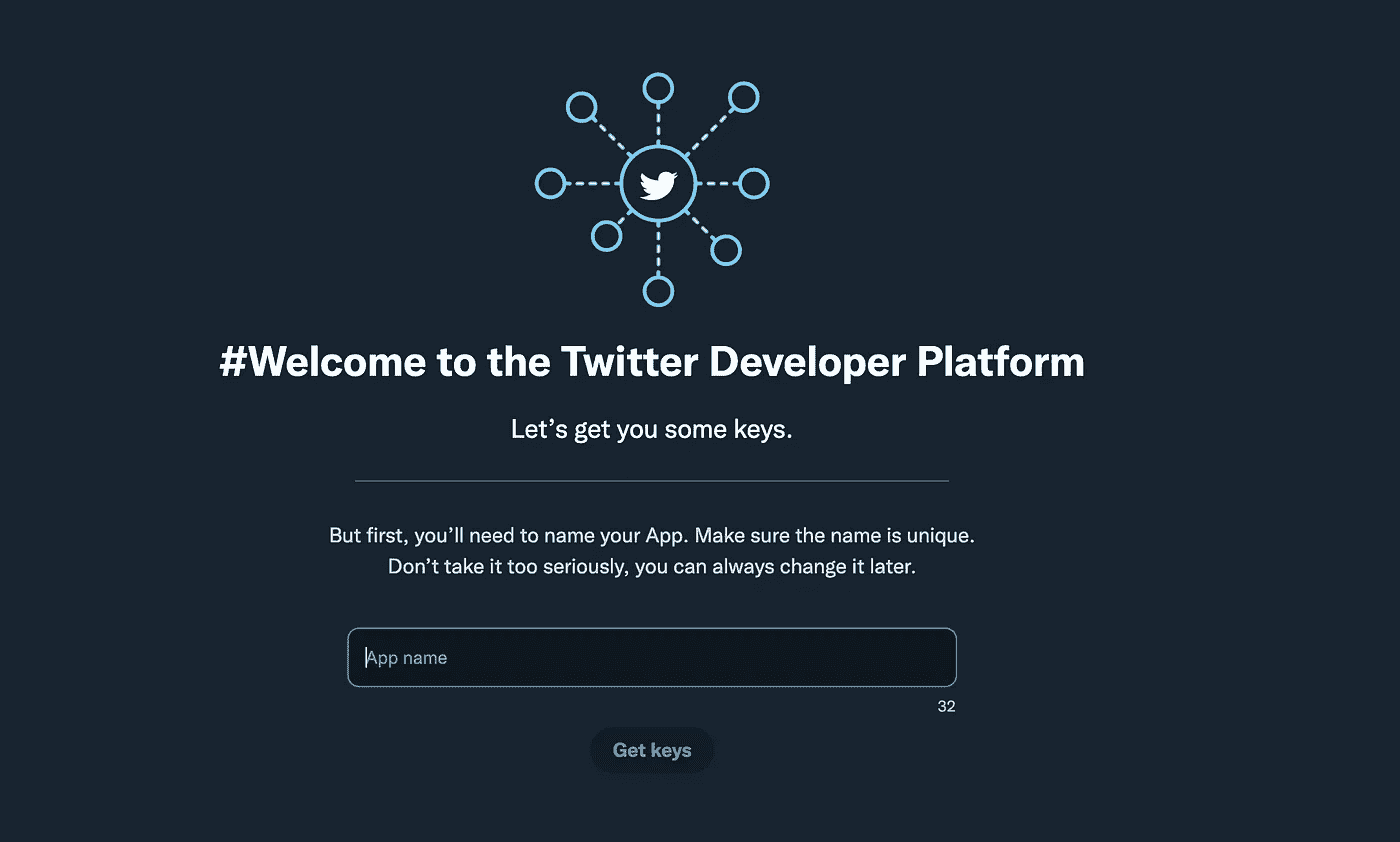 #Welcome to the Twitter Developer Platform
Let’s get you some keys.
But first, you’ll need to name your App. Make sure the name is unique.
Don’t take it too seriously, you can always change it later.
App name
32
Get keys